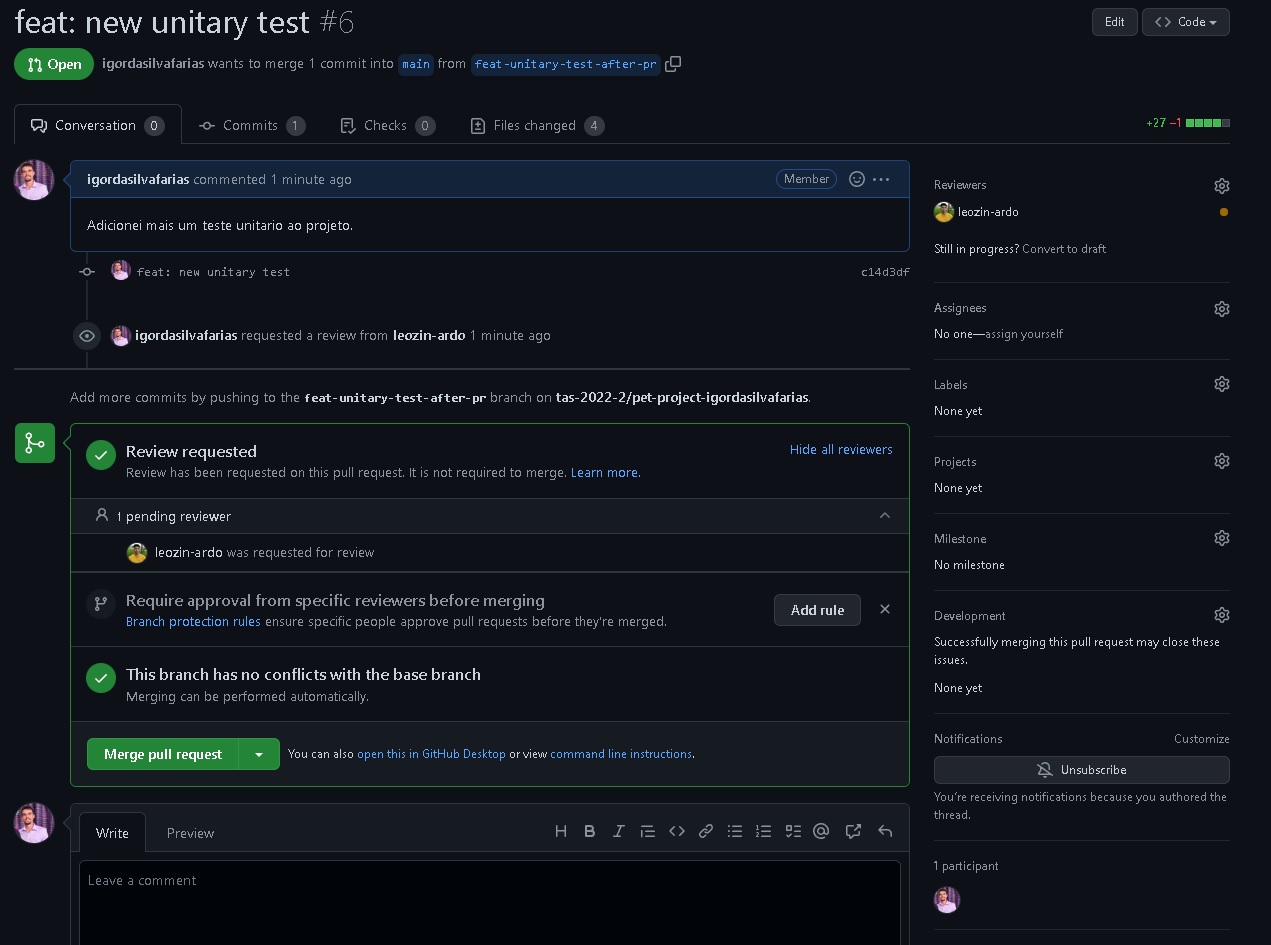 feat: new unitary test #6
Edit
Code
Open
igordasilvafarias wants to merge 1 commit into main from feat-unitary-test-after-pr
Conversation 0
Commits 1
Checks 0
Files changed 4
+27 −1
igordasilvafarias commented 1 minute ago
Member
Adicionei mais um teste unitario ao projeto.
feat: new unitary test
c14d3df
igordasilvafarias requested a review from leozin-ardo 1 minute ago
Add more commits by pushing to the feat-unitary-test-after-pr branch on tas-2022-2/pet-project-igordasilvafarias.
Review requested
Hide all reviewers
Review has been requested on this pull request. It is not required to merge. Learn more.
1 pending reviewer
leozin-ardo was requested for review
Require approval from specific reviewers before merging
Branch protection rules ensure specific people approve pull requests before they're merged.
Add rule
This branch has no conflicts with the base branch
Merging can be performed automatically.
Merge pull request
You can also open this in GitHub Desktop or view command line instructions.
Write
Preview
Leave a comment
Reviewers
leozin-ardo
Still in progress? Convert to draft
Assignees
No one—assign yourself
Labels
None yet
Projects
None yet
Milestone
No milestone
Development
Successfully merging this pull request may close these
issues.
None yet
Notifications
Customize
Unsubscribe
You're receiving notifications because you authored the
thread.
1 participant